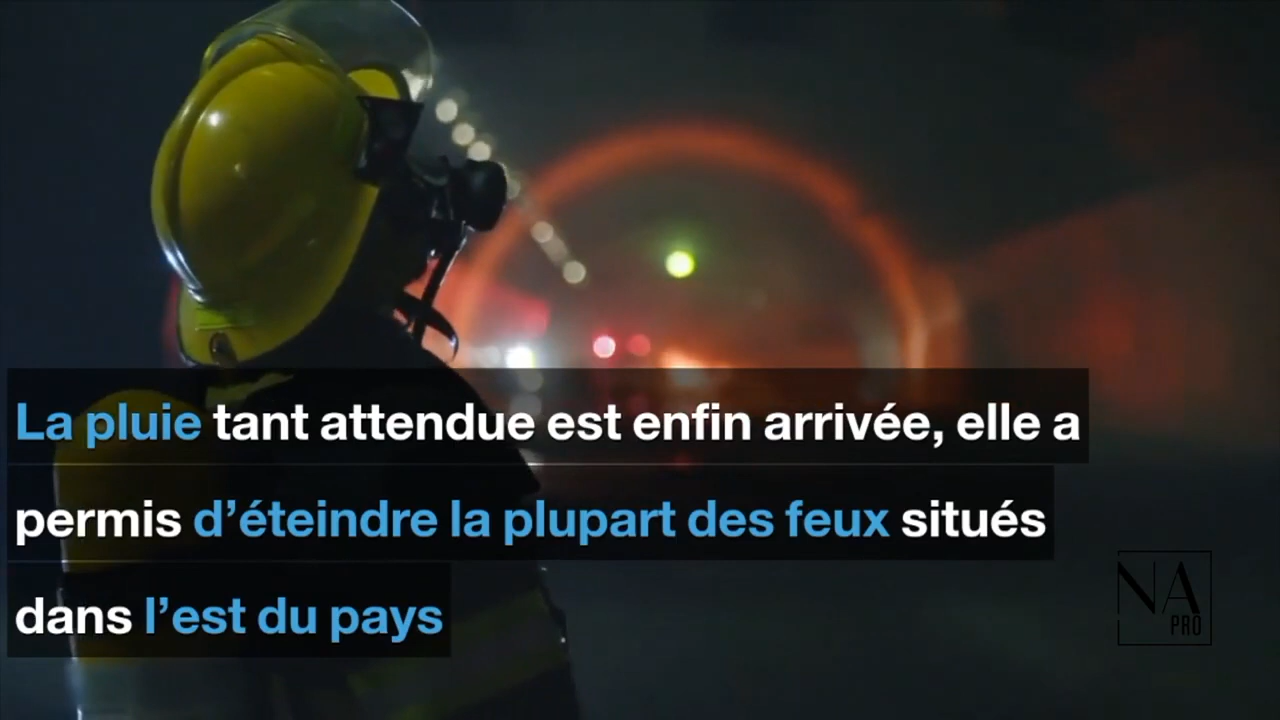 La pluie tant attendue est enfin arrivée, elle a
permis d’éteindre la plupart des feux situés
dans l’est du pays
NA
PRO